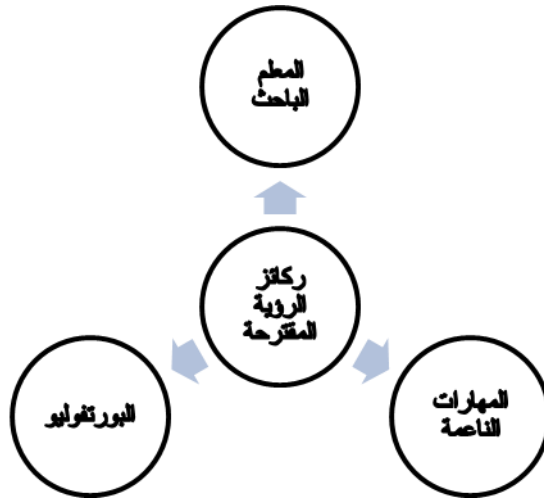 المعلم
الباحث
ركائز
الرؤية
المقترحة
المهارات
الناعمة
البورتفوليو